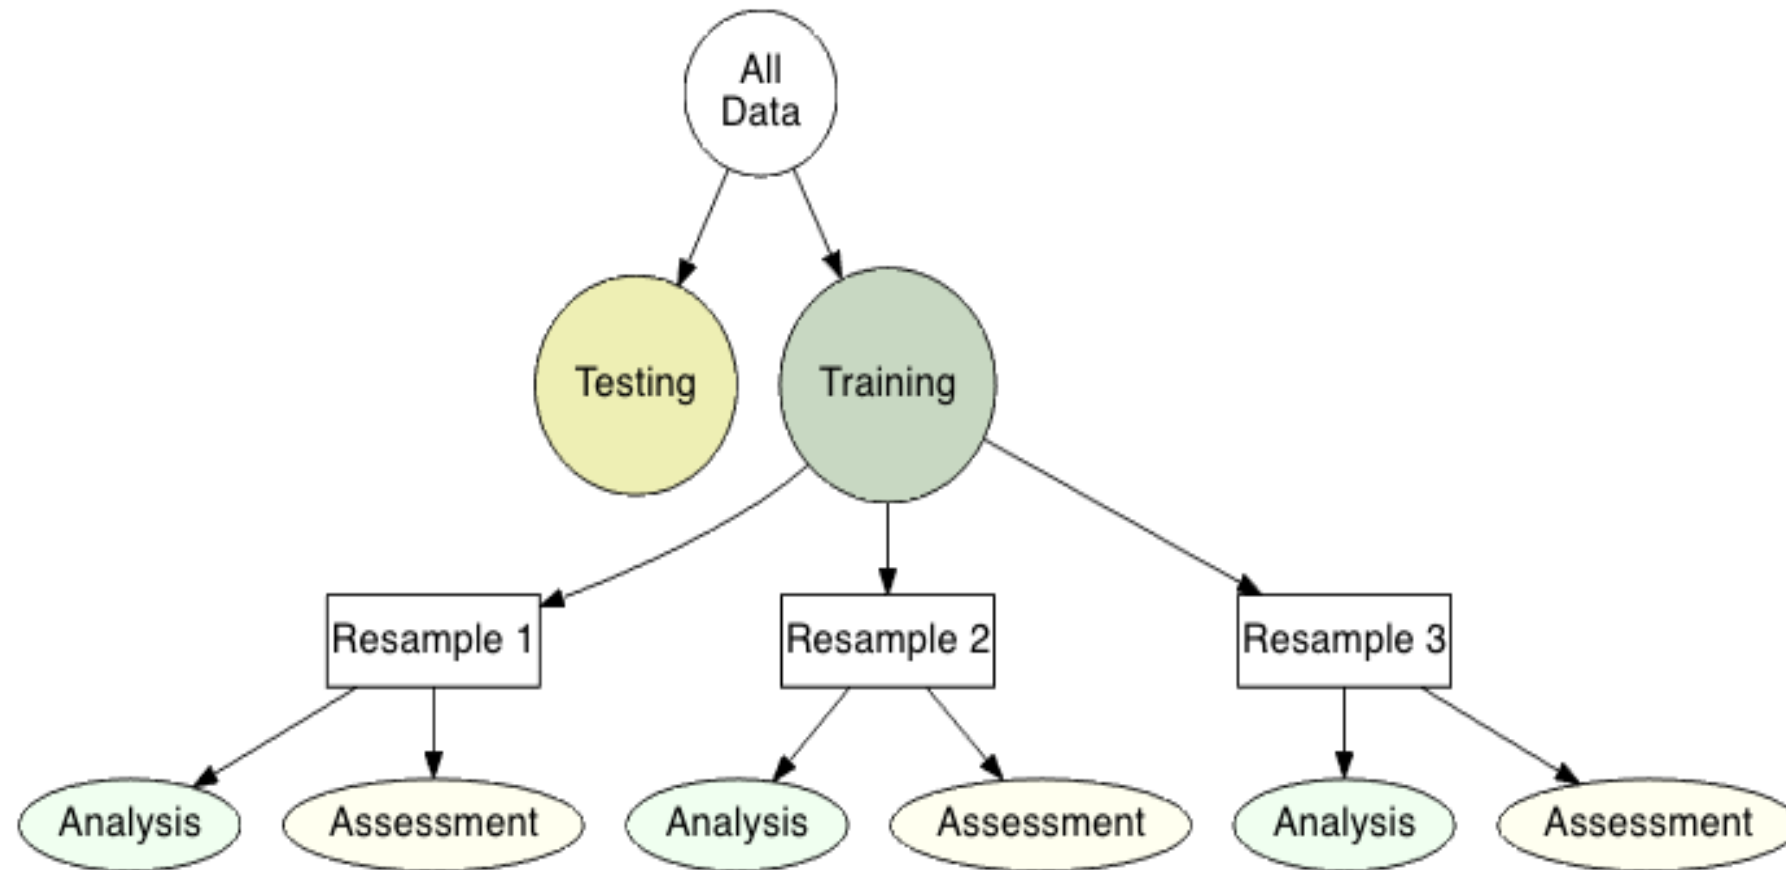 All
Data
Testing
Training
Resample 1
Resample 2
Resample 3
Analysis
Assessment
Analysis
Assessment
Analysis
Assessment